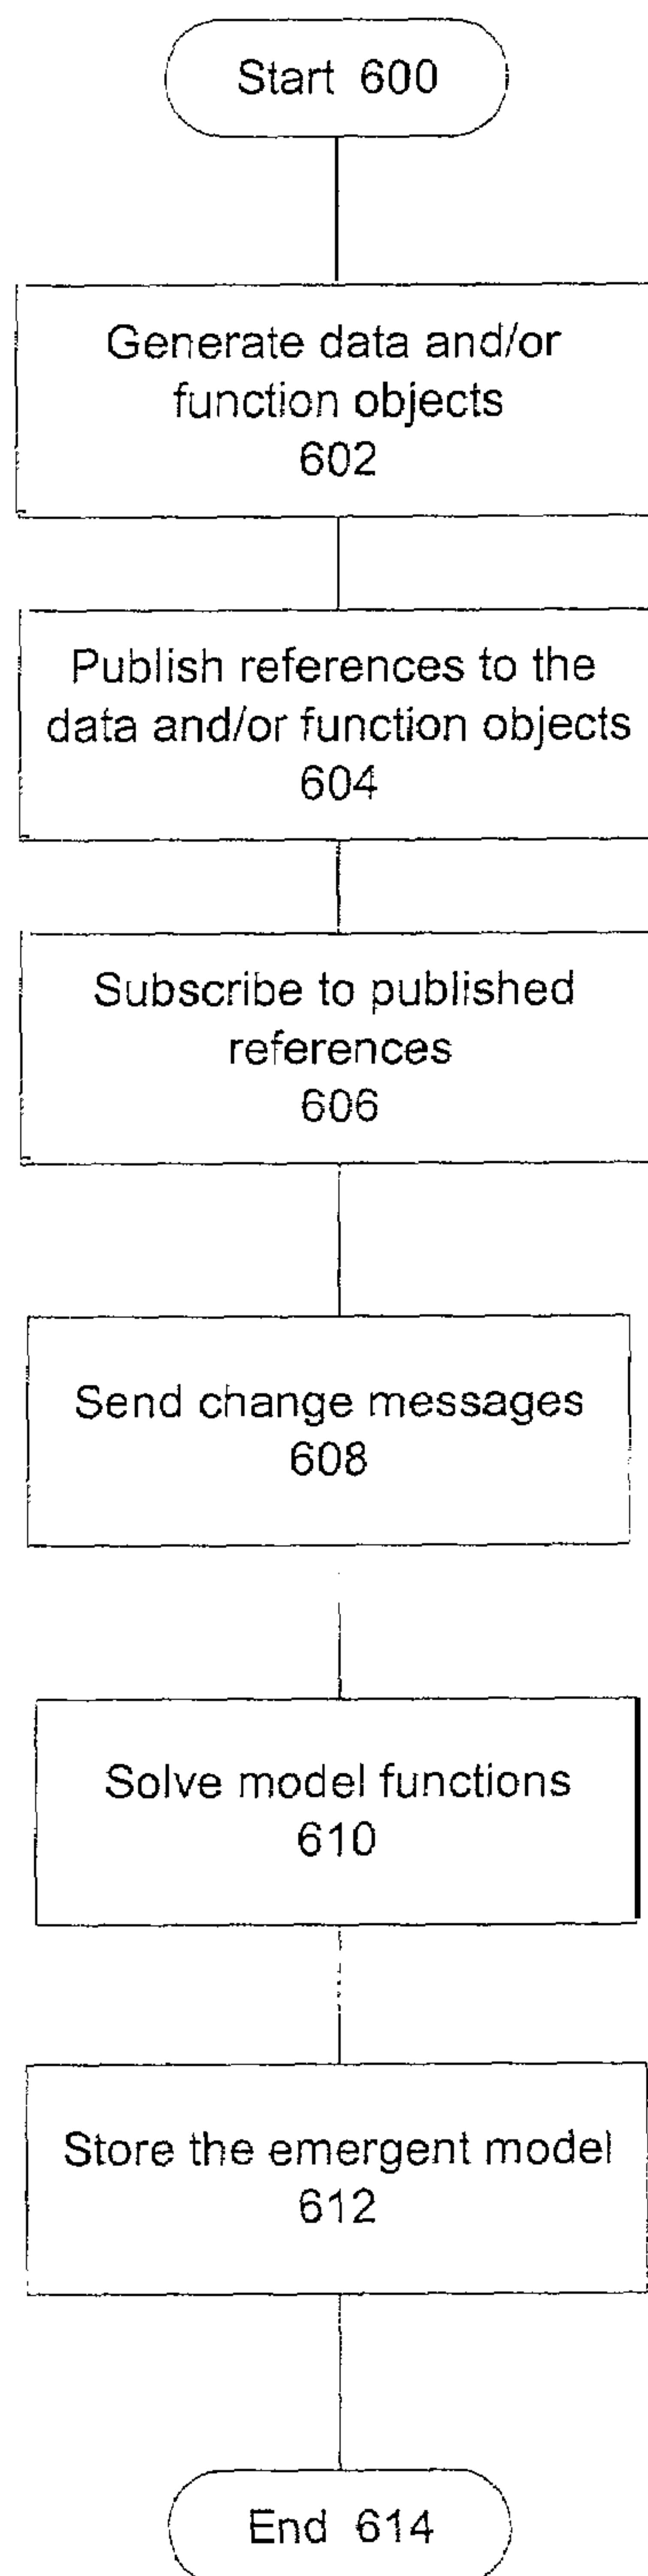 Start 600
Generate data and/or
function objects
602
Publish references to the
data and/or function objects
604
Subscribe to published
references
606
Send change messages
608
Solve model functions
610
Store the emergent model
612
End 614